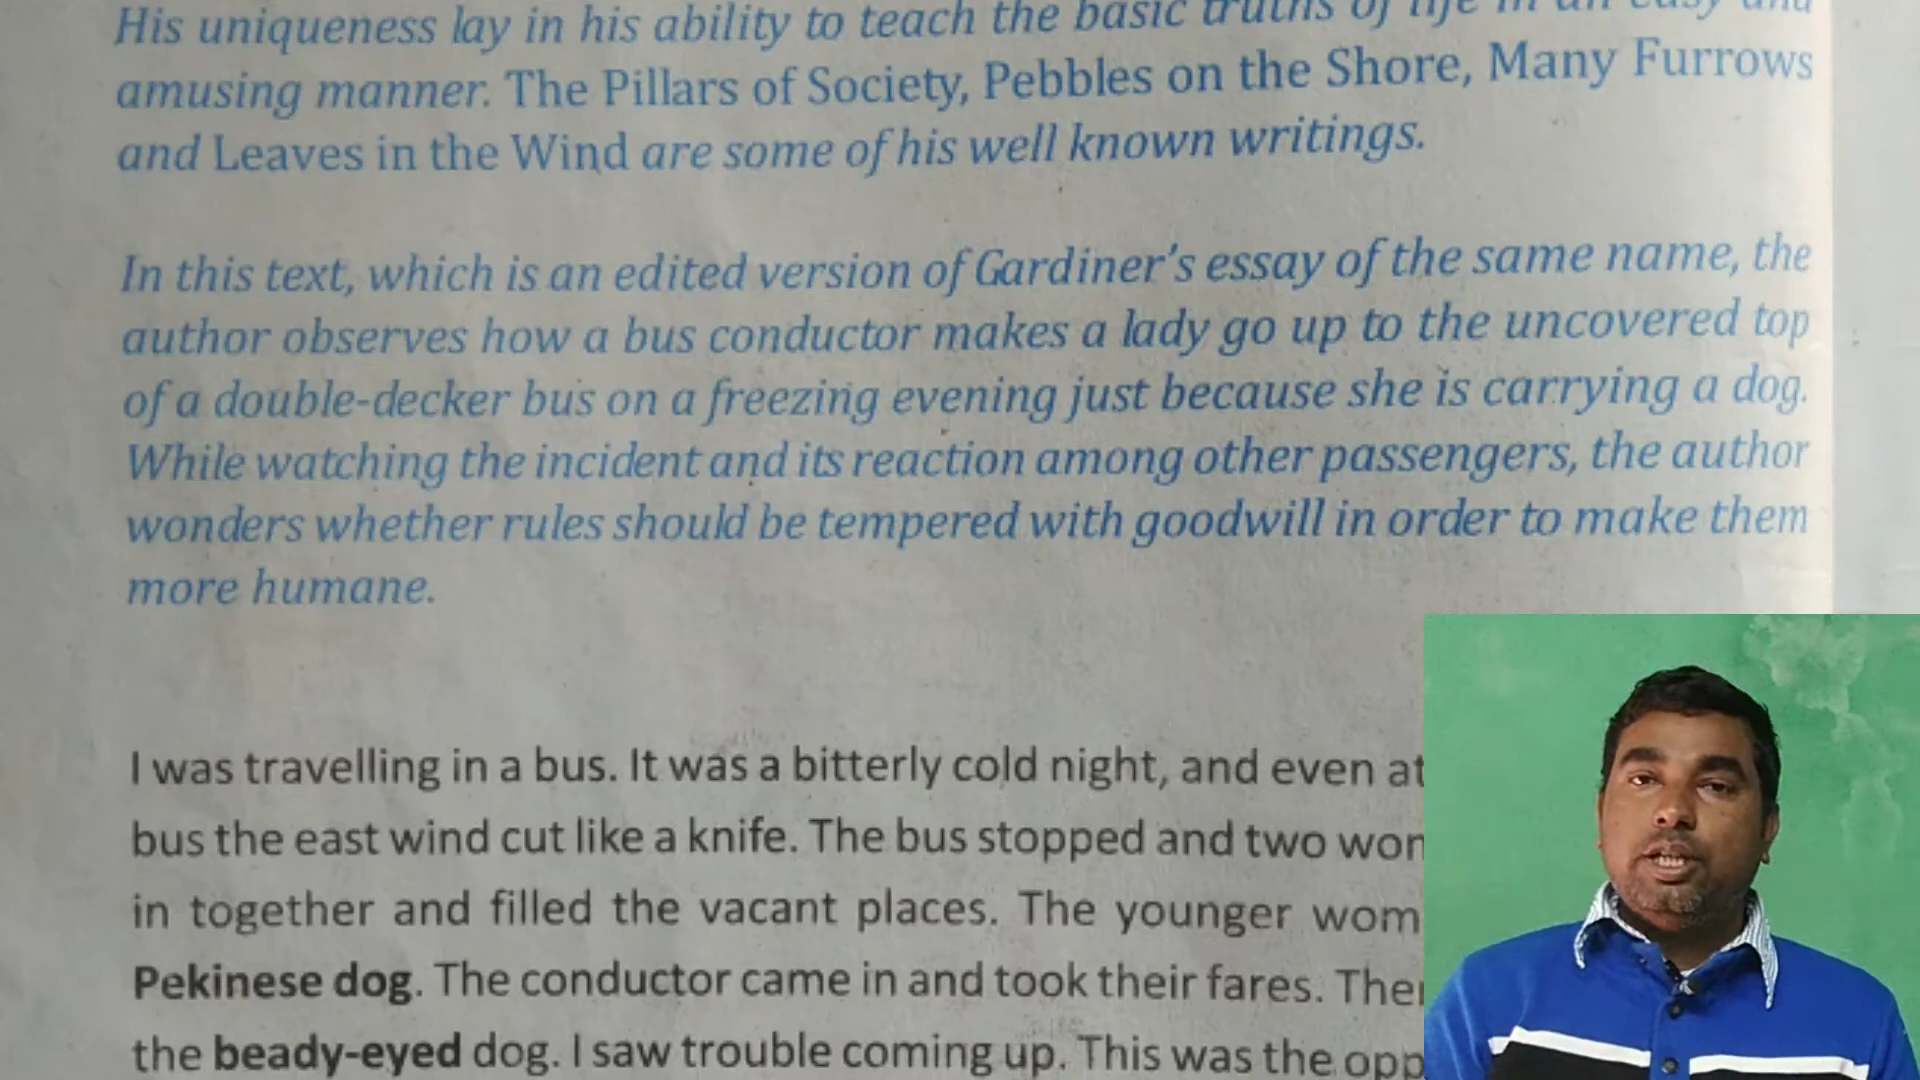 His uniqueness lay in his ability to teach the basic truths of life in an easy and
amusing manner. The Pillars of Society, Pebbles on the Shore, Many Furrows
and Leaves in the Wind are some of his well known writings.
In this text, which is an edited version of Gardiner's essay of the same name, the
author observes how a bus conductor makes a lady go up to the uncovered top
of a double-decker bus on a freezing evening just because she is carrying a dog.
While watching the incident and its reaction among other passengers, the author
wonders whether rules should be tempered with goodwill in order to make them
more humane.
I was travelling in a bus. It was a bitterly cold night, and even at
bus the east wind cut like a knife. The bus stopped and two
in together and filled the vacant places. The younger
Pekinese dog. The conductor came in and took their fares.
the beady-eyed dog. I saw trouble coming up. This was the